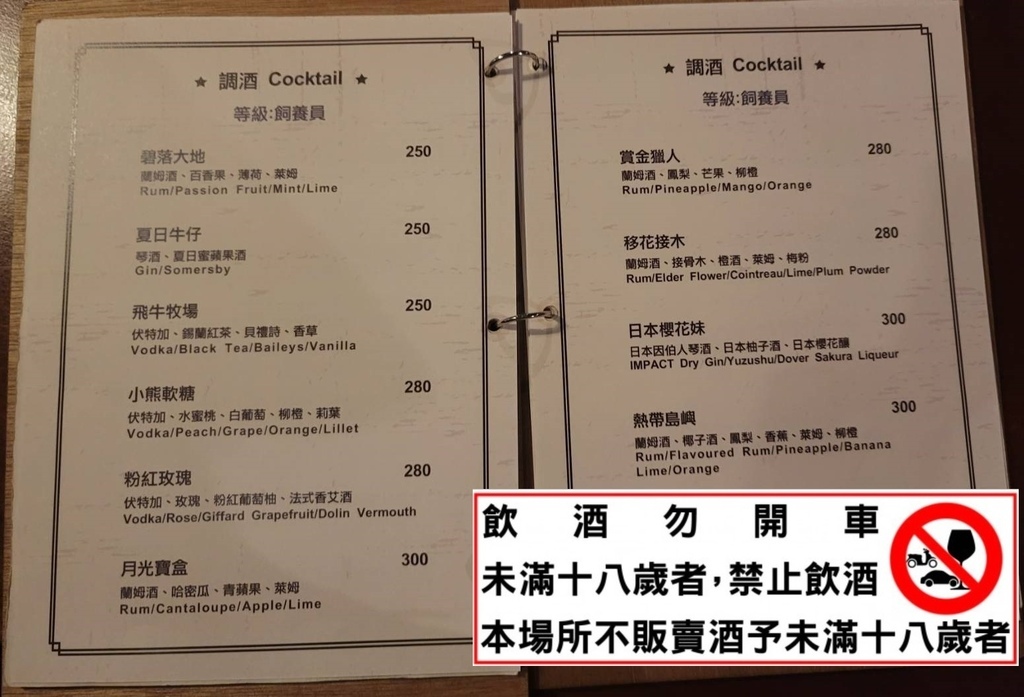 ★ 調酒 Cocktail ★
等級:飼養員
碧落大地 250
蘭姆酒、百香果、薄荷、萊姆
Rum/Passion Fruit/Mint/Lime
夏日牛仔 250
琴酒、夏日蜜蘋果酒
Gin/Somersby
飛牛牧場 250
伏特加、錫蘭紅茶、貝禮詩、香草
Vodka/Black Tea/Baileys/Vanilla
小熊軟糖 280
伏特加、水蜜桃、白葡萄、柳橙、莉葉
Vodka/Peach/Grape/Orange/Lillet
粉紅玫瑰 280
伏特加、玫瑰、粉紅葡萄柚、法式香艾酒
Vodka/Rose/Giffard Grapefruit/Dolin Vermouth
月光寶盒 300
蘭姆酒、哈密瓜、青蘋果、萊姆
Rum/Cantaloupe/Apple/Lime
★ 調酒 Cocktail ★
等級:飼養員
賞金獵人 280
蘭姆酒、鳳梨、芒果、柳橙
Rum/Pineapple/Mango/Orange
移花接木 280
蘭姆酒、接骨木、橙酒、萊姆、梅粉
Rum/Elder Flower/Cointreau/Lime/Plum Powder
日本櫻花妹 300
日本因伯人琴酒、日本柚子酒、日本櫻花釀
IMPACT Dry Gin/Yuzushu/Dover Sakura Liqueur
熱帶島嶼 300
蘭姆酒、椰子酒、鳳梨、香蕉、萊姆、柳橙
Rum/Flavoured Rum/Pineapple/Banana
Lime/Orange
飲酒勿開車
未滿十八歲者,禁止飲酒
本場所不販賣酒予未滿十八歲者